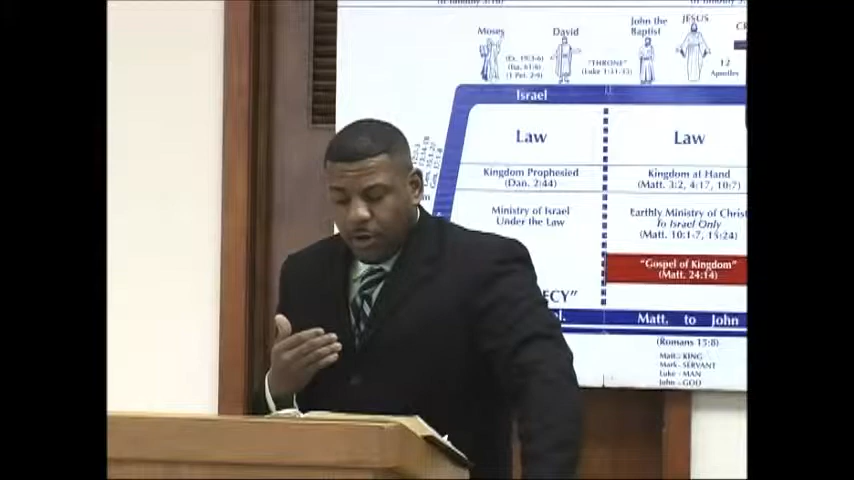 Moses
David
John the
Baptist
JESUS
(Ex. 19:3-6)
(Isa. 61:6)
(1 Pet. 2-9)
"THRONE"
(Luke 1:31-33)
12
Apostles
Israel
Law
Law
Kingdom Prophesied
(Dan. 2:44)
Kingdom at Hand
(Matt. 3:2, 4:17, 10:7)
Ministry of Israel
Under the Law
Earthly Ministry of Christ
To Israel Only
(Matt. 10:1-7, 15:24)
"Gospel of Kingdom"
(Matt. 24:14)
ECY"
Matt. to John
(Romans 15:8)
Matt.- KING
Mark- SERVANT
Luke - MAN
John - GOD